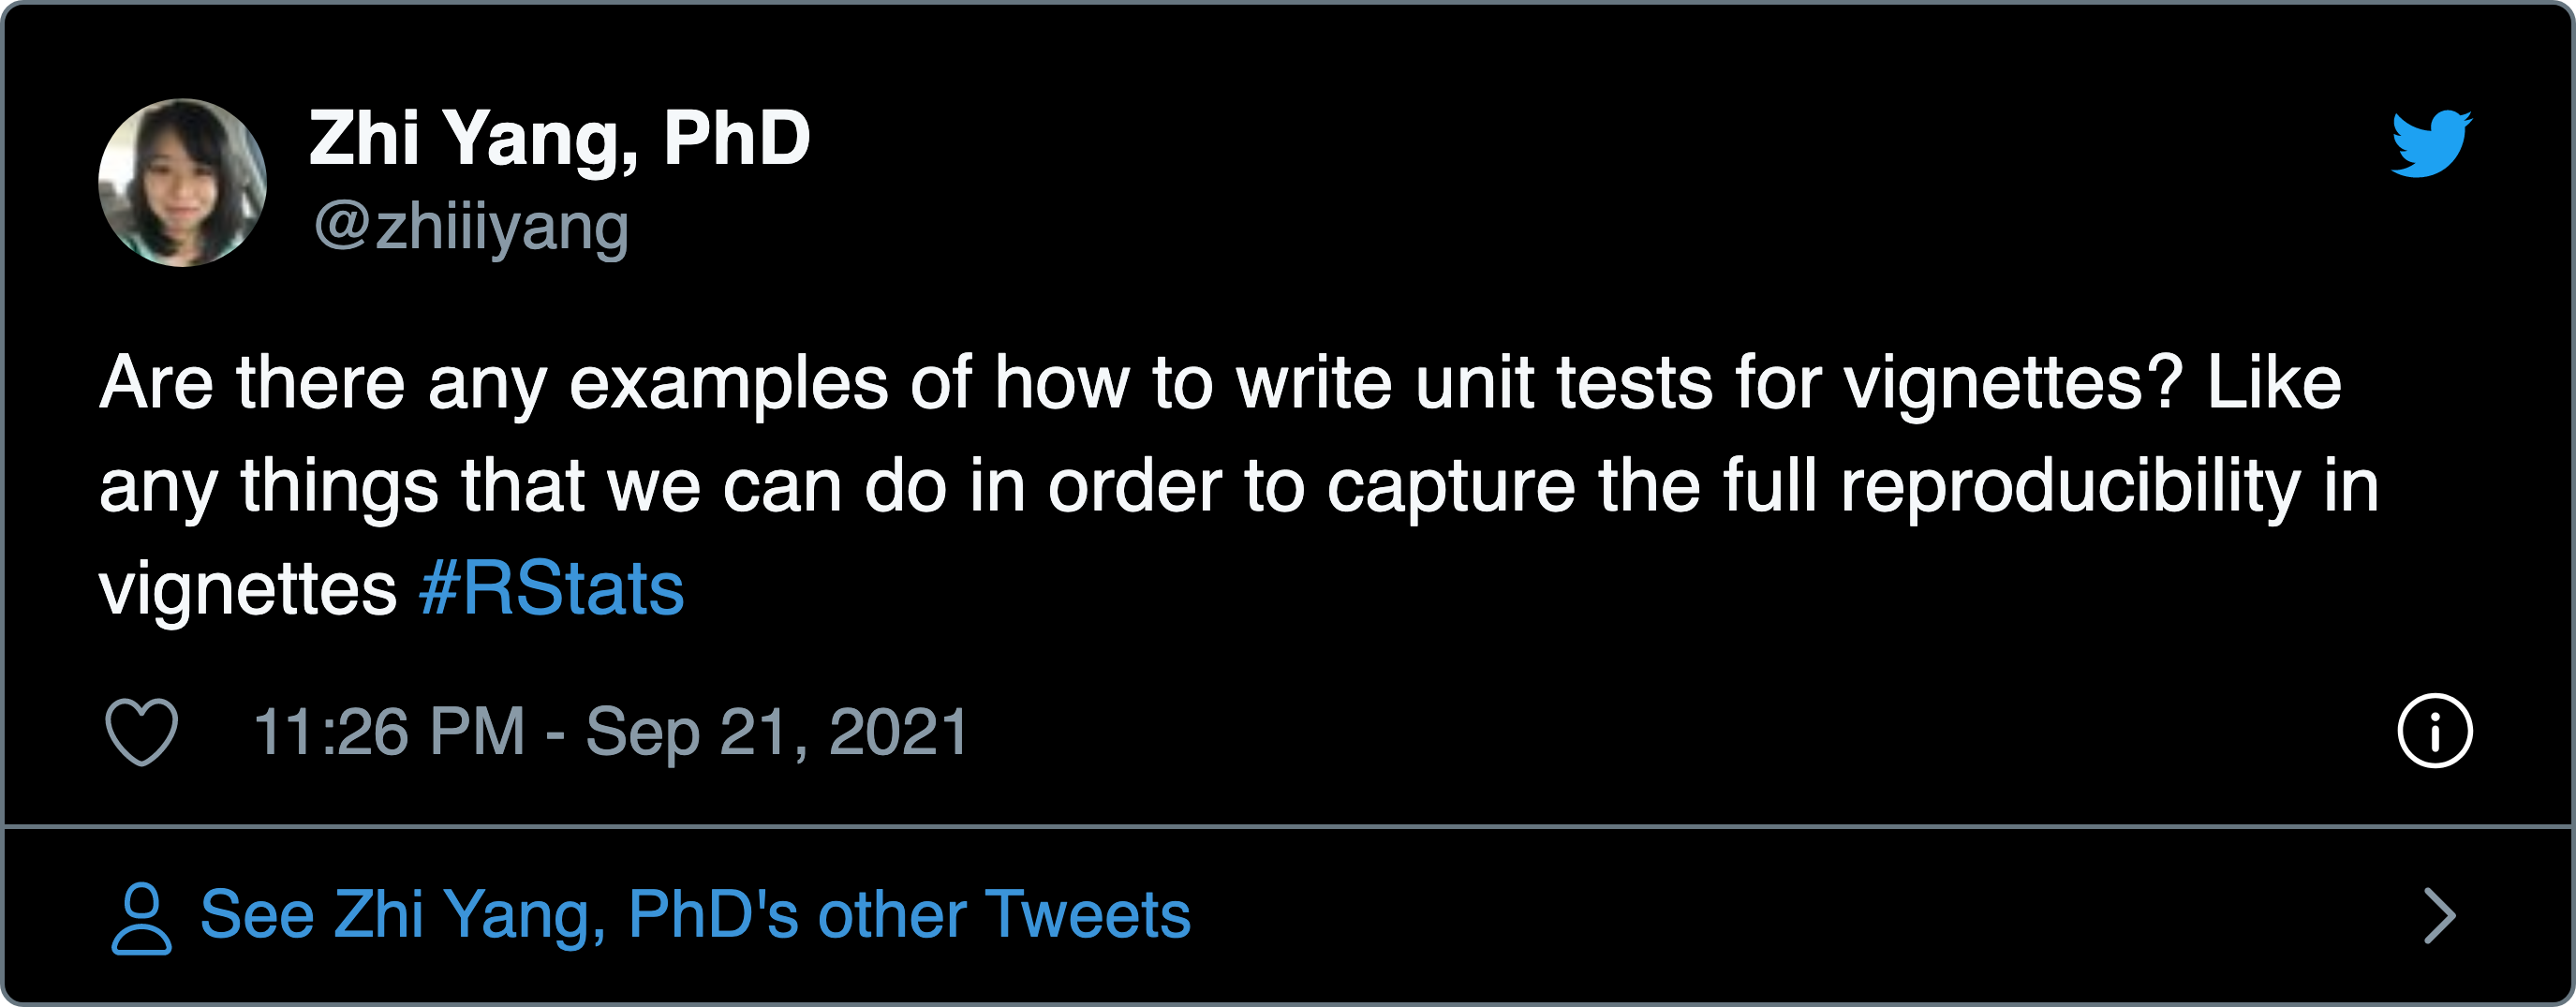 Zhi Yang, PhD
@zhiiiyang
Are there any examples of how to write unit tests for vignettes? Like
any things that we can do in order to capture the full reproducibility in
vignettes #RStats
11:26 PM - Sep 21, 2021
See Zhi Yang, PhD's other Tweets